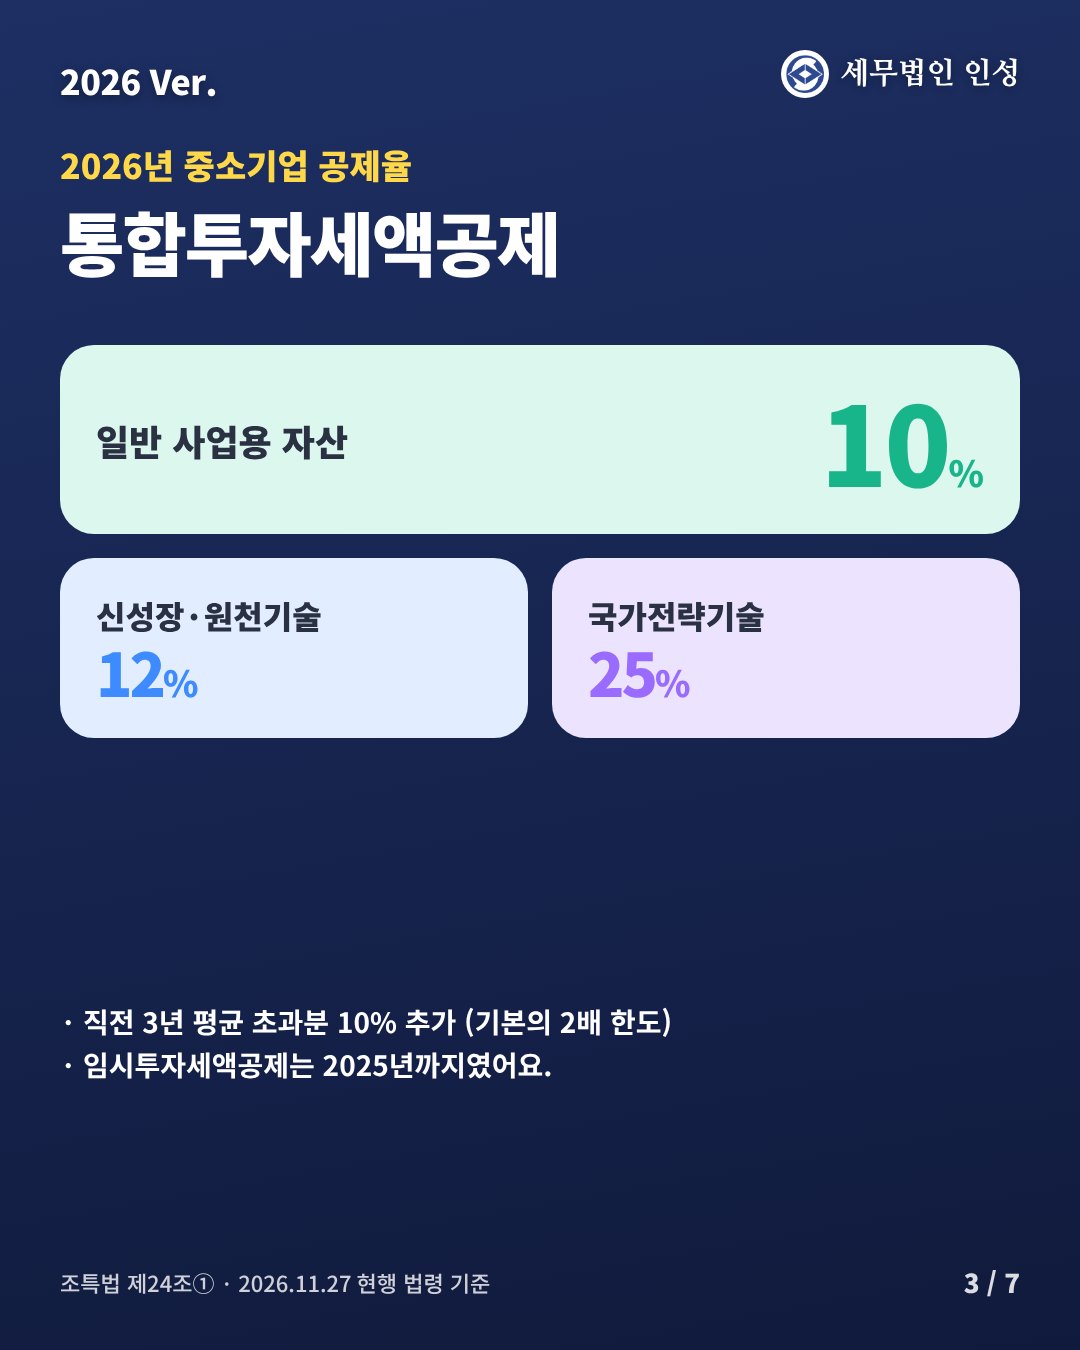 2026 Ver.
세무법인 인성
2026년 중소기업 공제율
통합투자세액공제
일반 사업용 자산
10%
신성장·원천기술
12%
국가전략기술
25%
· 직전 3년 평균 초과분 10% 추가 (기본의 2배 한도)
· 임시투자세액공제는 2025년까지였어요.
조특법 제24조① · 2026.11.27 현행 법령 기준
3 / 7